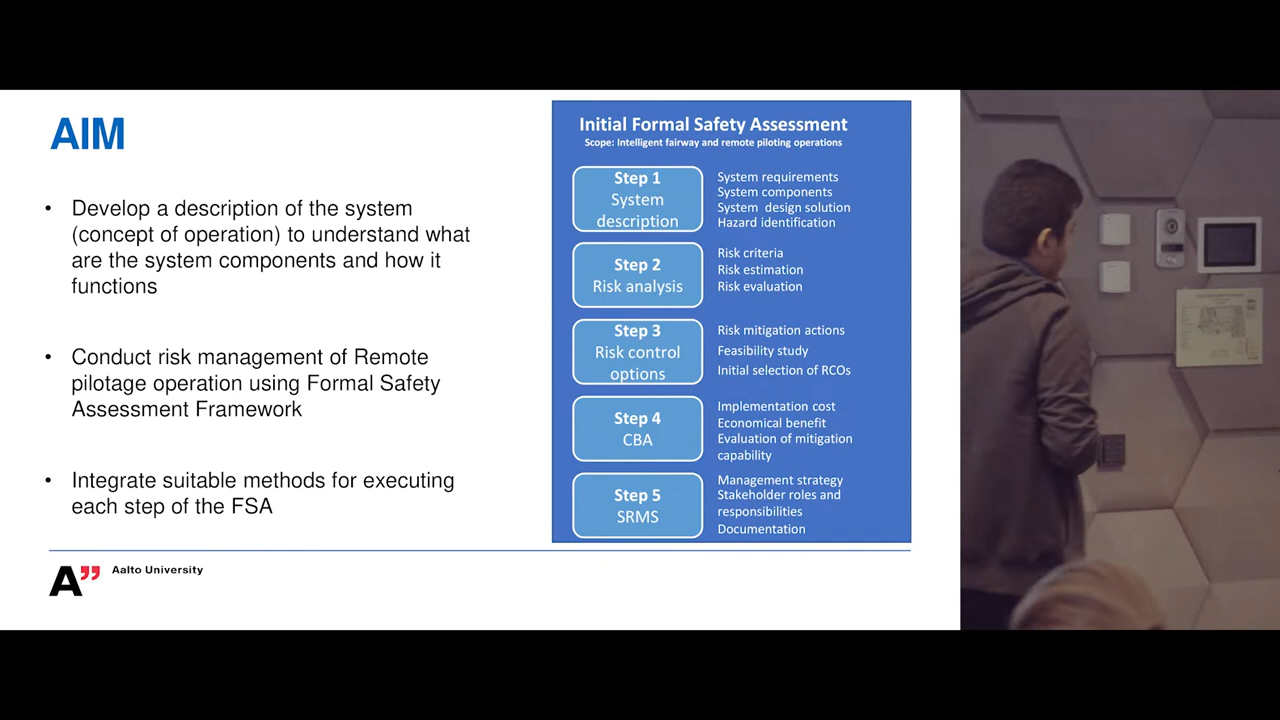 AIM
• Develop a description of the system
(concept of operation) to understand what
are the system components and how it
functions
• Conduct risk management of Remote
pilotage operation using Formal Safety
Assessment Framework
• Integrate suitable methods for executing
each step of the FSA
Initial Formal Safety Assessment
Scope: Intelligent fairway and remote piloting operations
Step 1
System
description
System requirements
System components
System design solution
Hazard identification
Step 2
Risk analysis
Risk criteria
Risk estimation
Risk evaluation
Step 3
Risk control
options
Risk mitigation actions
Feasibility study
Initial selection of RCOs
Step 4
CBA
Implementation cost
Economical benefit
Evaluation of mitigation
capability
Step 5
SRMS
Management strategy
Stakeholder roles and
responsibilities
Documentation
A”
Aalto University